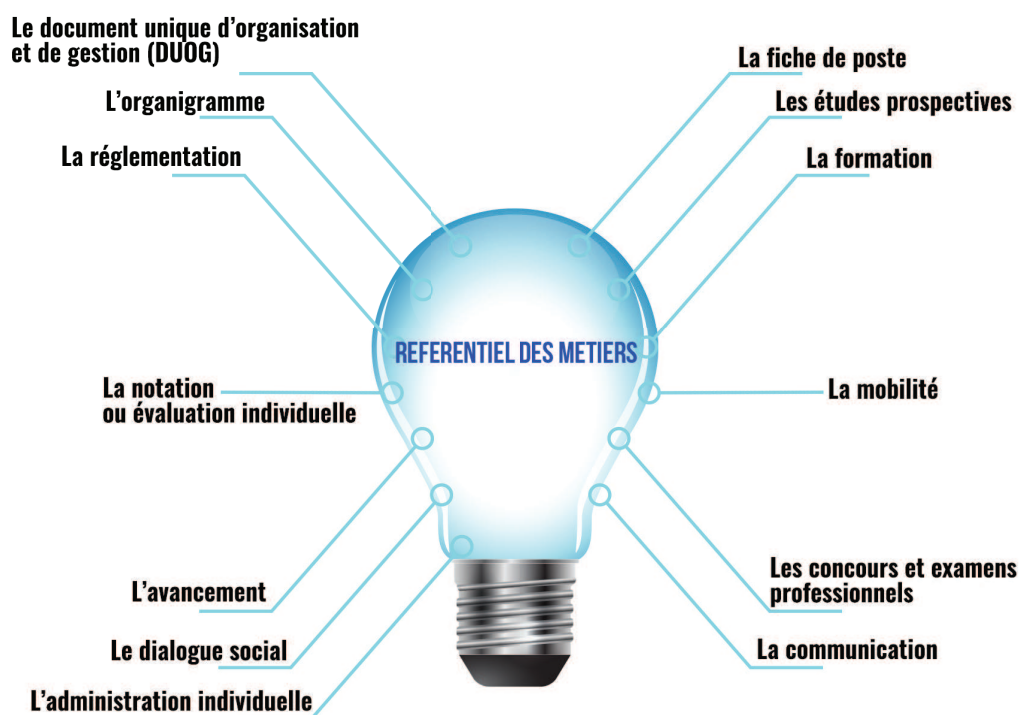 Le document unique d'organisation
et de gestion (DUOG)
L'organigramme
La réglementation
La notation
ou évaluation individuelle
L'avancement
Le dialogue social
L'administration individuelle
REFERENTIEL DES METIERS
La fiche de poste
Les études prospectives
La formation
La mobilité
Les concours et examens
professionnels
La communication